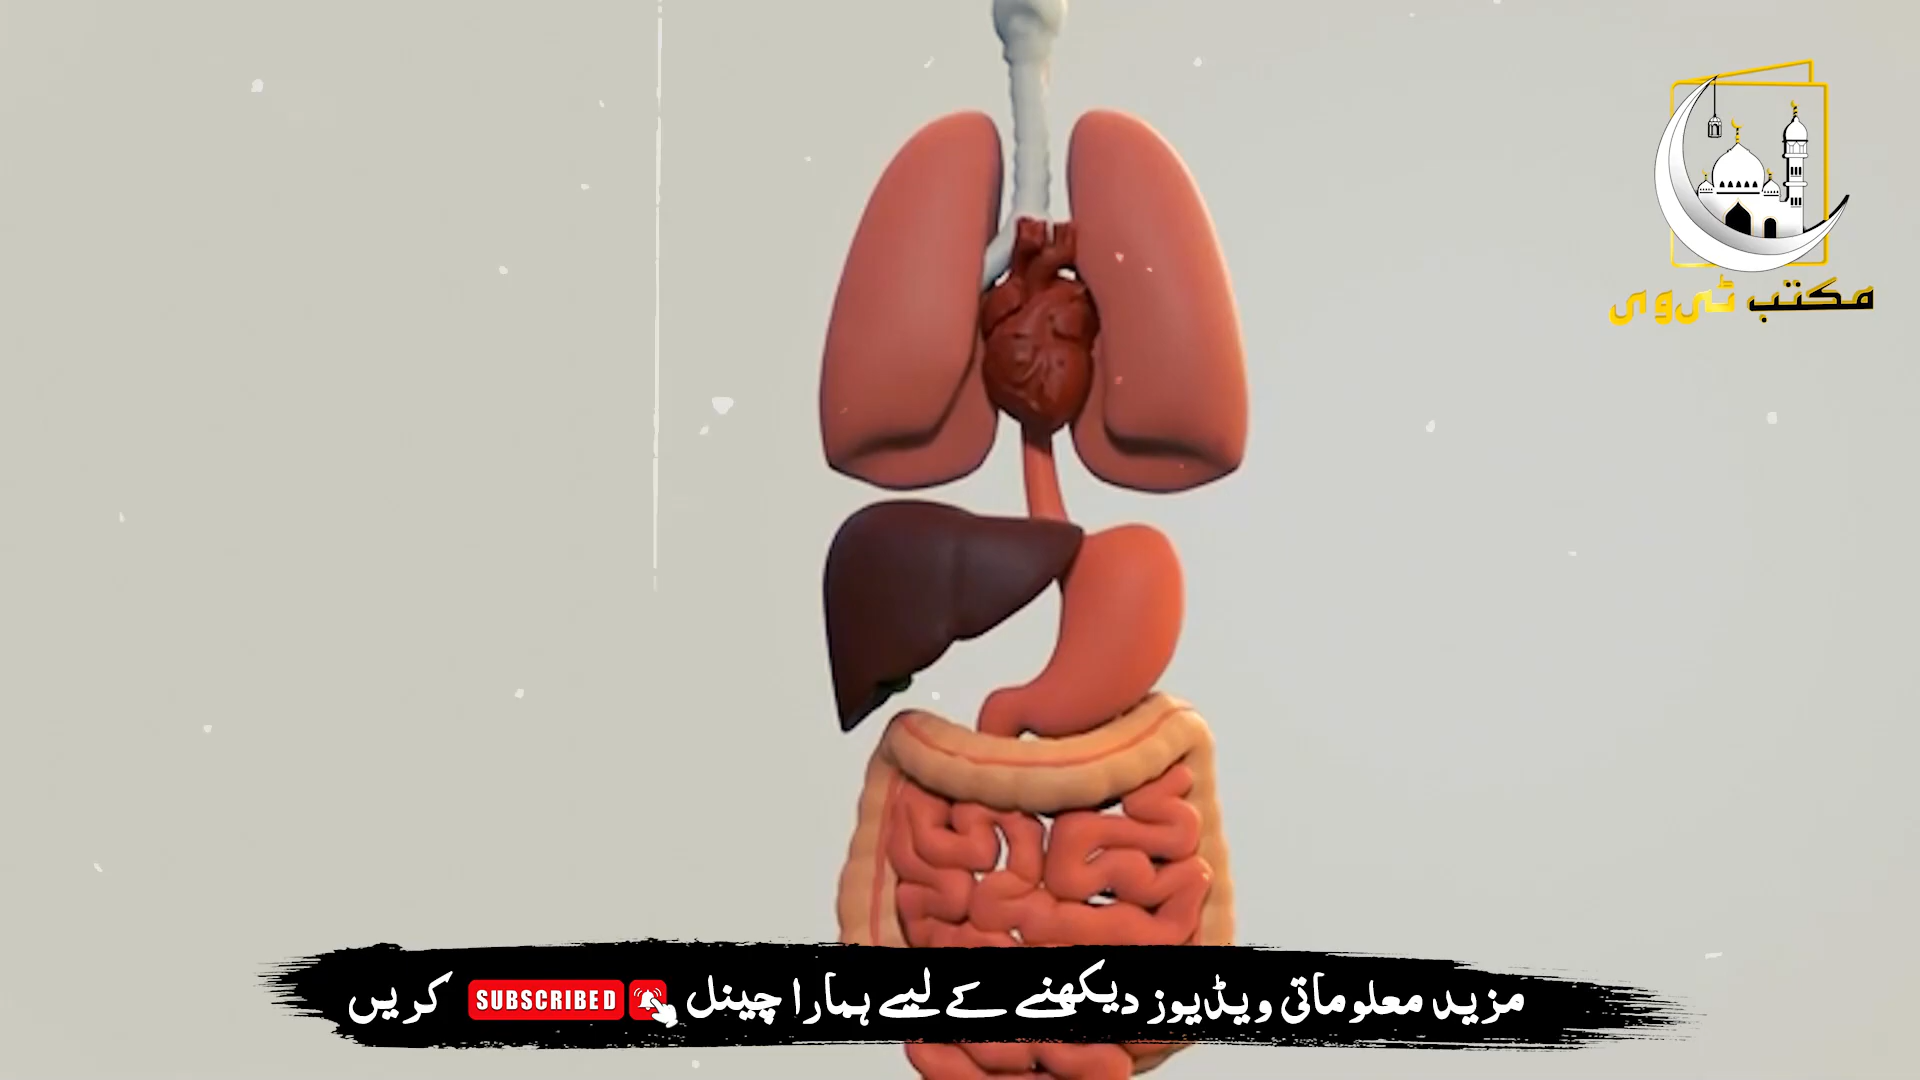 مکتب ٹی وی
مزید معلوماتی ویڈیوز دیکھنے کے لیے ہمارا چینل SUBSCRIBED کریں